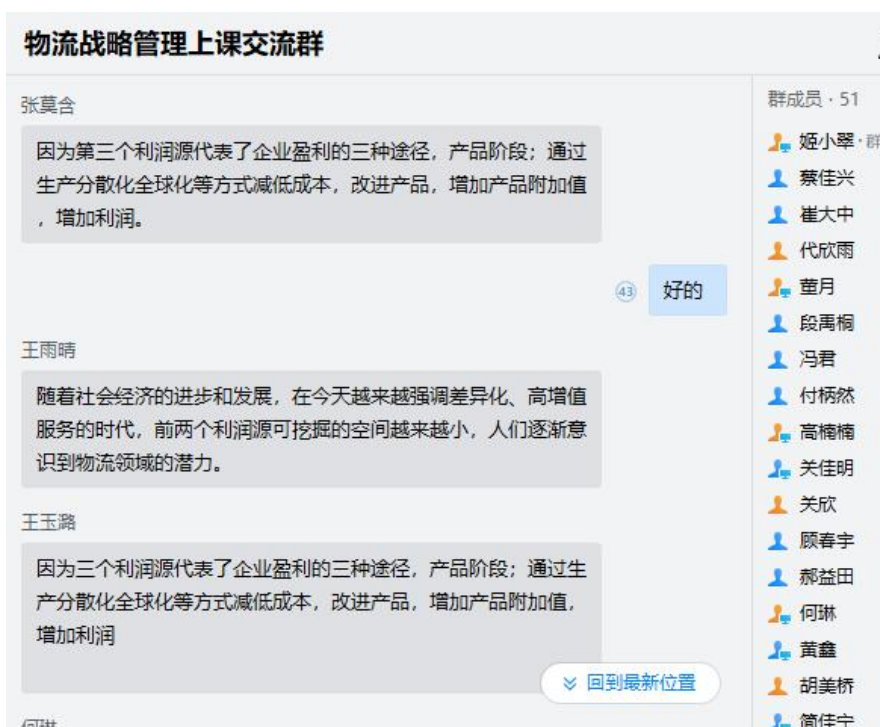 物流战略管理上课交流群
张莫含
因为第三个利润源代表了企业盈利的三种途径，产品阶段；通过
生产分散化全球化等方式减低成本，改进产品，增加产品附加值
，增加利润。
43 好的
王雨晴
随着社会经济的进步和发展，在今天越来越强调差异化、高增值
服务的时代，前两个利润源可挖掘的空间越来越小，人们逐渐意
识到物流领域的潜力。
王玉潞
因为三个利润源代表了企业盈利的三种途径，产品阶段；通过生
产分散化全球化等方式减低成本，改进产品，增加产品附加值，
增加利润
回到最新位置
群成员 · 51
姬小翠·群
蔡佳兴
崔大中
代欣雨
董月
段禹桐
冯君
付柄然
高楠楠
关佳明
关欣
顾春宇
郝益田
何琳
黄鑫
胡美桥
简佳宁